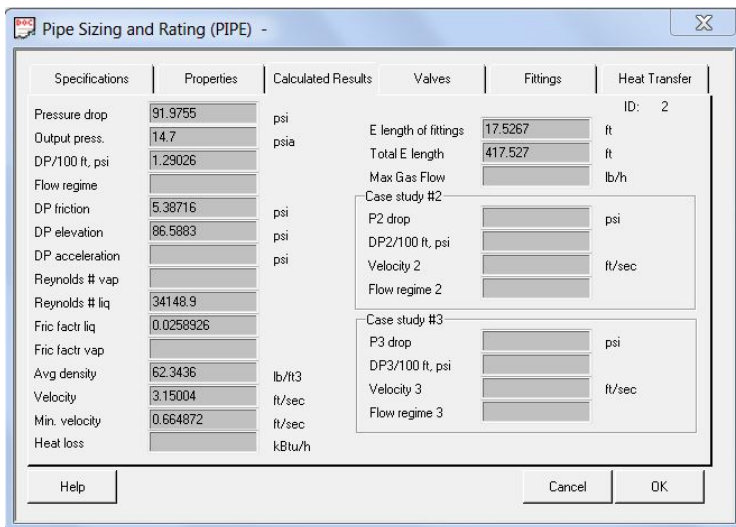 DOC
Pipe Sizing and Rating (PIPE) -
Specifications Properties Calculated Results Valves Fittings Heat Transfer
ID: 2
Pressure drop 91.9755 psi
Output press. 14.7 psia
DP/100 ft, psi 1.29026
Flow regime
DP friction 5.38716 psi
DP elevation 86.5883 psi
DP acceleration psi
Reynolds # vap
Reynolds # liq 34148.9
Fric factr liq 0.0258926
Fric factr vap
Avg density 62.3436 lb/ft3
Velocity 3.15004 ft/sec
Min. velocity 0.664872 ft/sec
Heat loss kBtu/h
E length of fittings 17.5267 ft
Total E length 417.527 ft
Max Gas Flow lb/h
Case study #2
P2 drop psi
DP2/100 ft, psi
Velocity 2 ft/sec
Flow regime 2
Case study #3
P3 drop psi
DP3/100 ft, psi
Velocity 3 ft/sec
Flow regime 3
Help Cancel OK